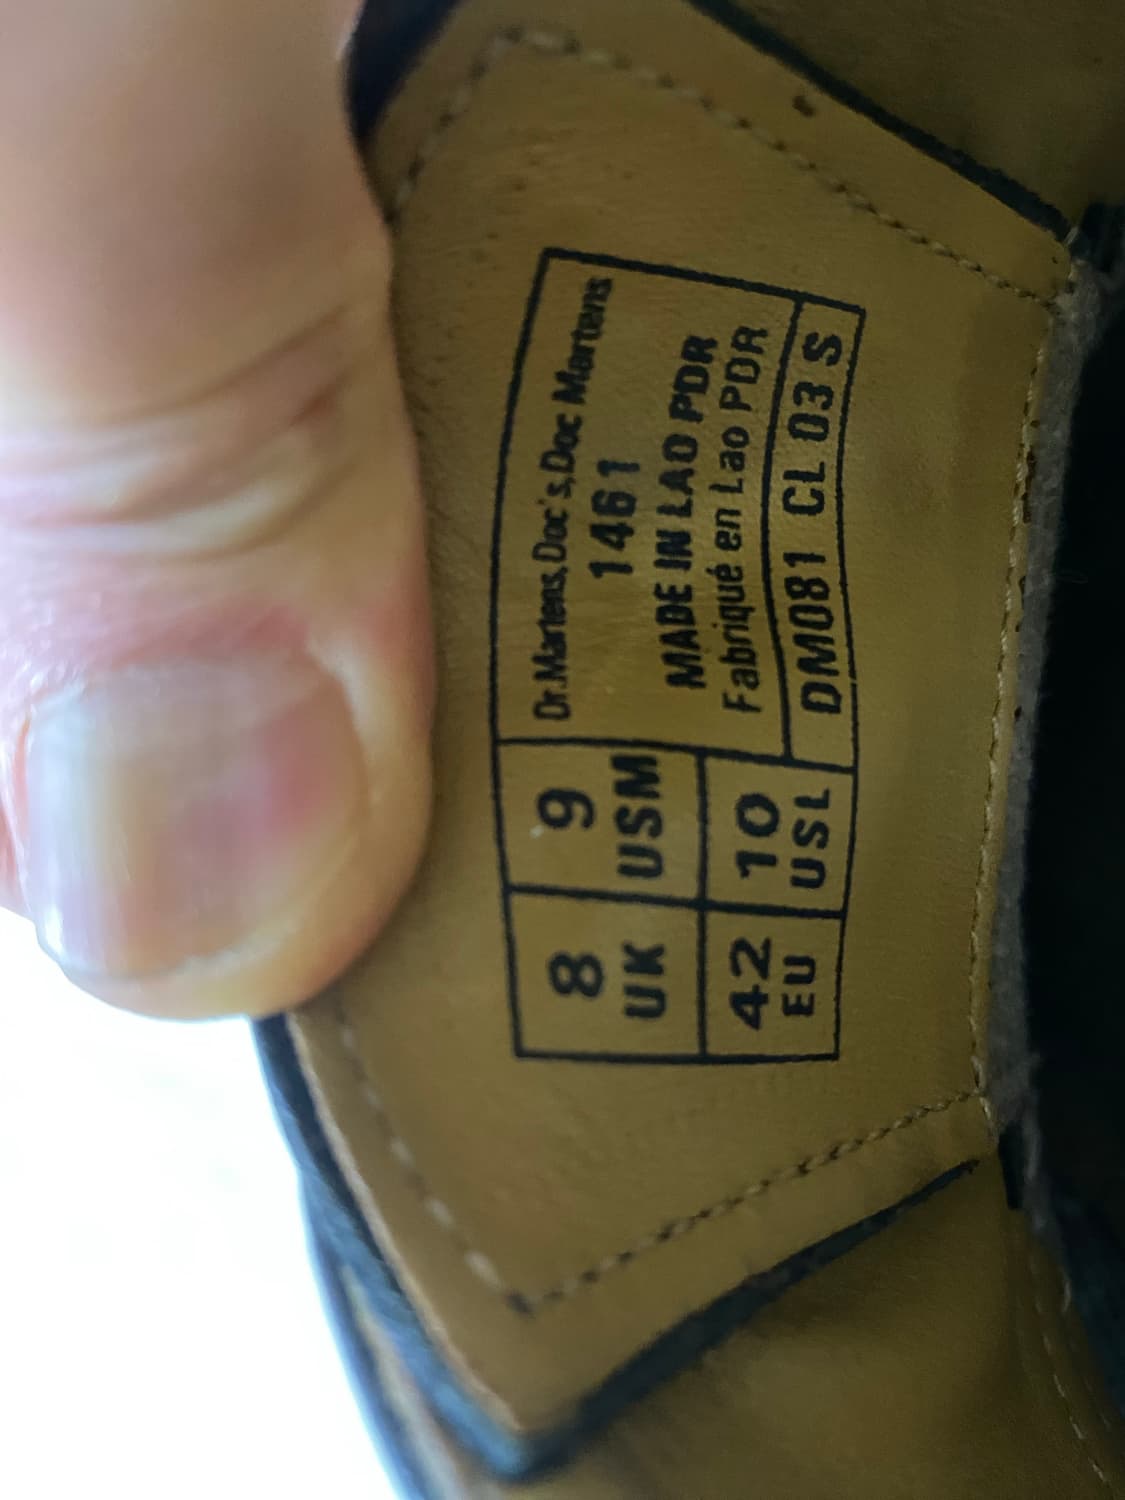 Dr.Martens,Doc's,Doc Martens
1461
MADE IN LAO PDR
Fabriqué en Lao PDR
DM081 CL 03 S
8
UK
9
USM
42
EU
10
USL